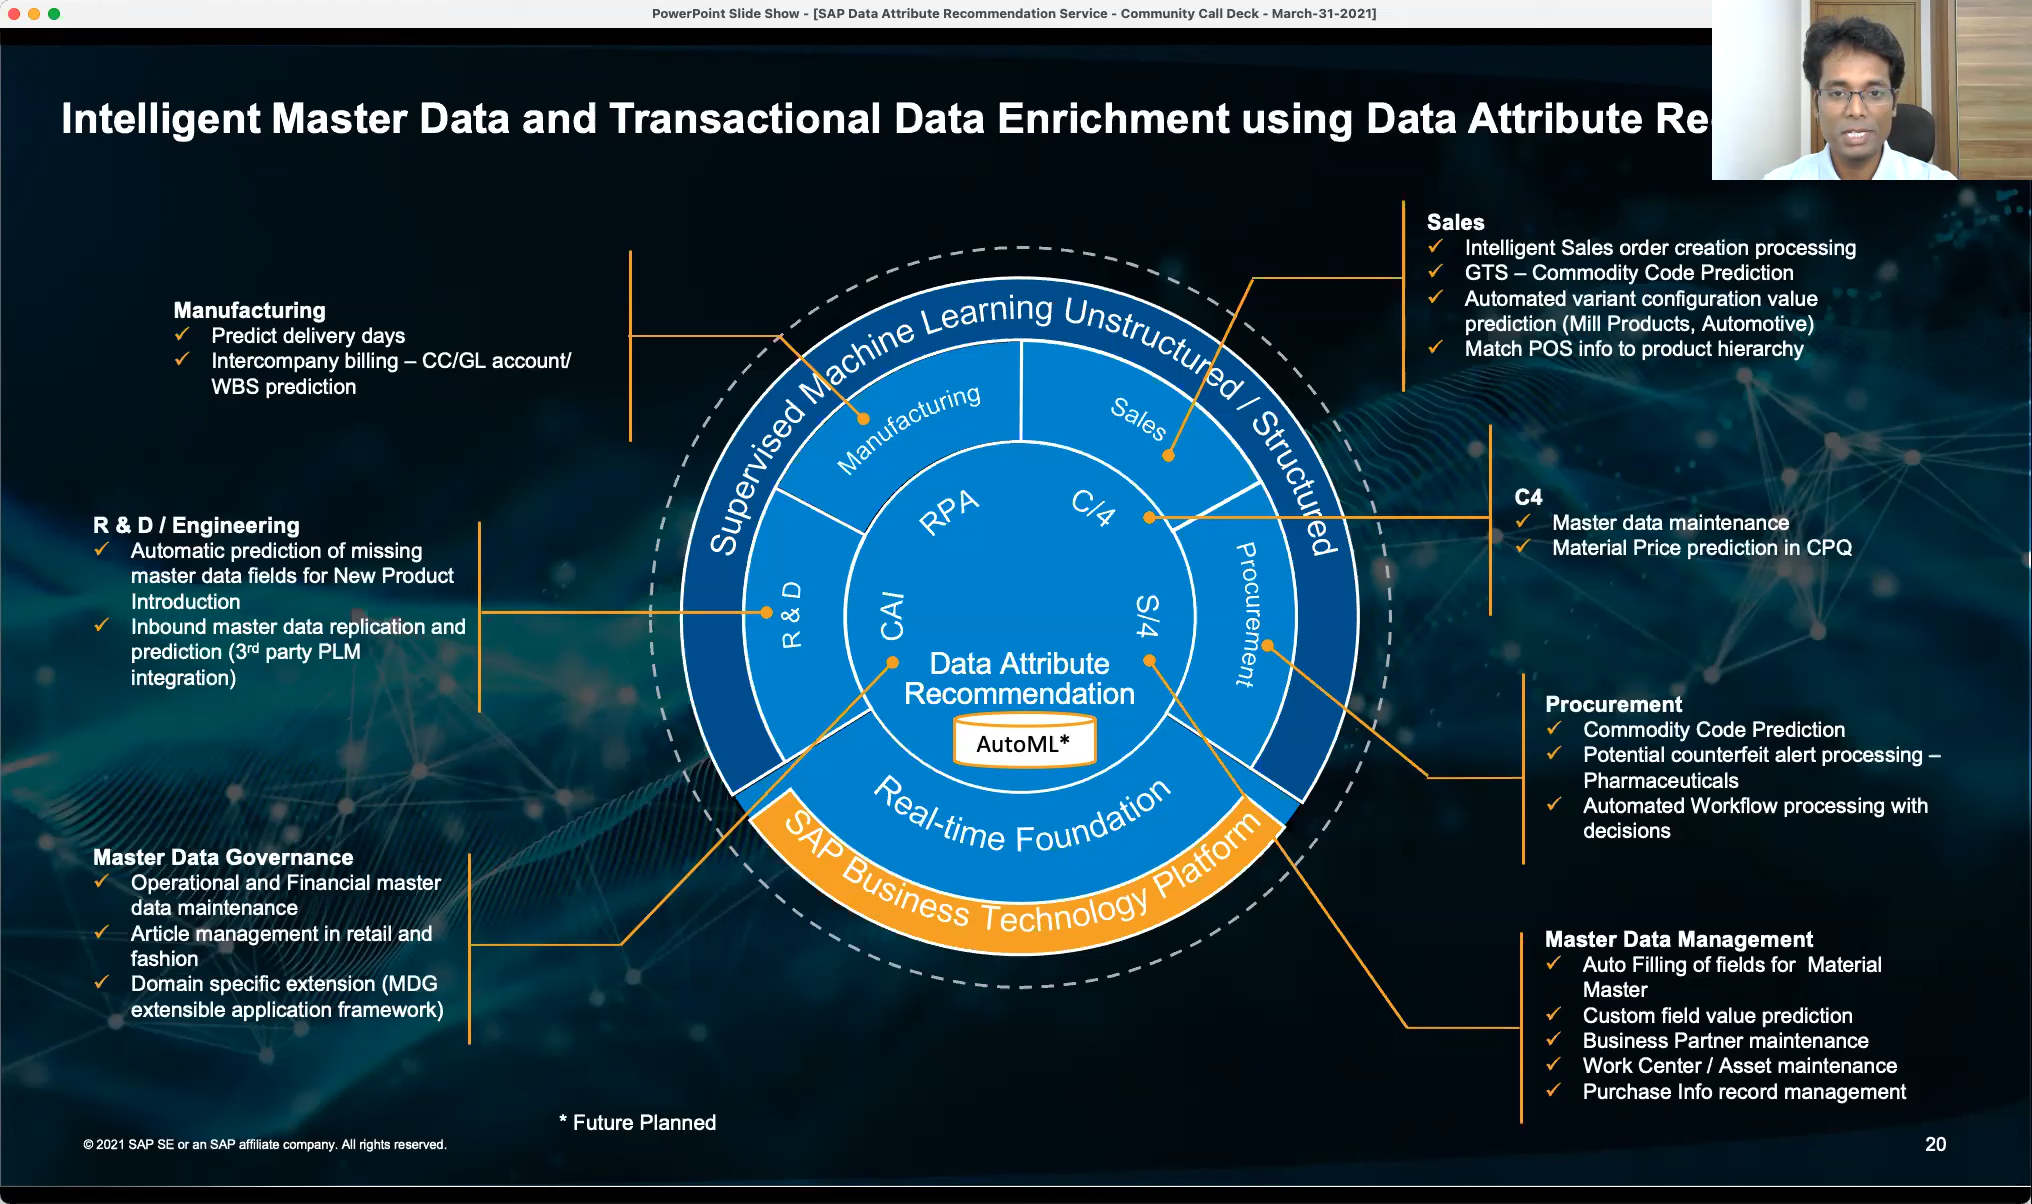 PowerPoint Slide Show - [SAP Data Attribute Recommendation Service - Community Call Deck - March-31-2021]
Intelligent Master Data and Transactional Data Enrichment using Data Attribute Re
Manufacturing
✓ Predict delivery days
✓ Intercompany billing – CC/GL account/
WBS prediction
R & D / Engineering
✓ Automatic prediction of missing
master data fields for New Product
Introduction
✓ Inbound master data replication and
prediction (3rd party PLM
integration)
Master Data Governance
✓ Operational and Financial master
data maintenance
✓ Article management in retail and
fashion
✓ Domain specific extension (MDG
extensible application framework)
Supervised Machine Learning Unstructured / Structured
Manufacturing
Sales
R & D
Procurement
RPA
C/4
CAI
S/4
Data Attribute
Recommendation
AutoML*
Real-time Foundation
SAP Business Technology Platform
Sales
✓ Intelligent Sales order creation processing
✓ GTS – Commodity Code Prediction
✓ Automated variant configuration value
prediction (Mill Products, Automotive)
✓ Match POS info to product hierarchy
C4
✓ Master data maintenance
✓ Material Price prediction in CPQ
Procurement
✓ Commodity Code Prediction
✓ Potential counterfeit alert processing –
Pharmaceuticals
✓ Automated Workflow processing with
decisions
Master Data Management
✓ Auto Filling of fields for Material
Master
✓ Custom field value prediction
✓ Business Partner maintenance
✓ Work Center / Asset maintenance
✓ Purchase Info record management
* Future Planned
© 2021 SAP SE or an SAP affiliate company. All rights reserved.
20